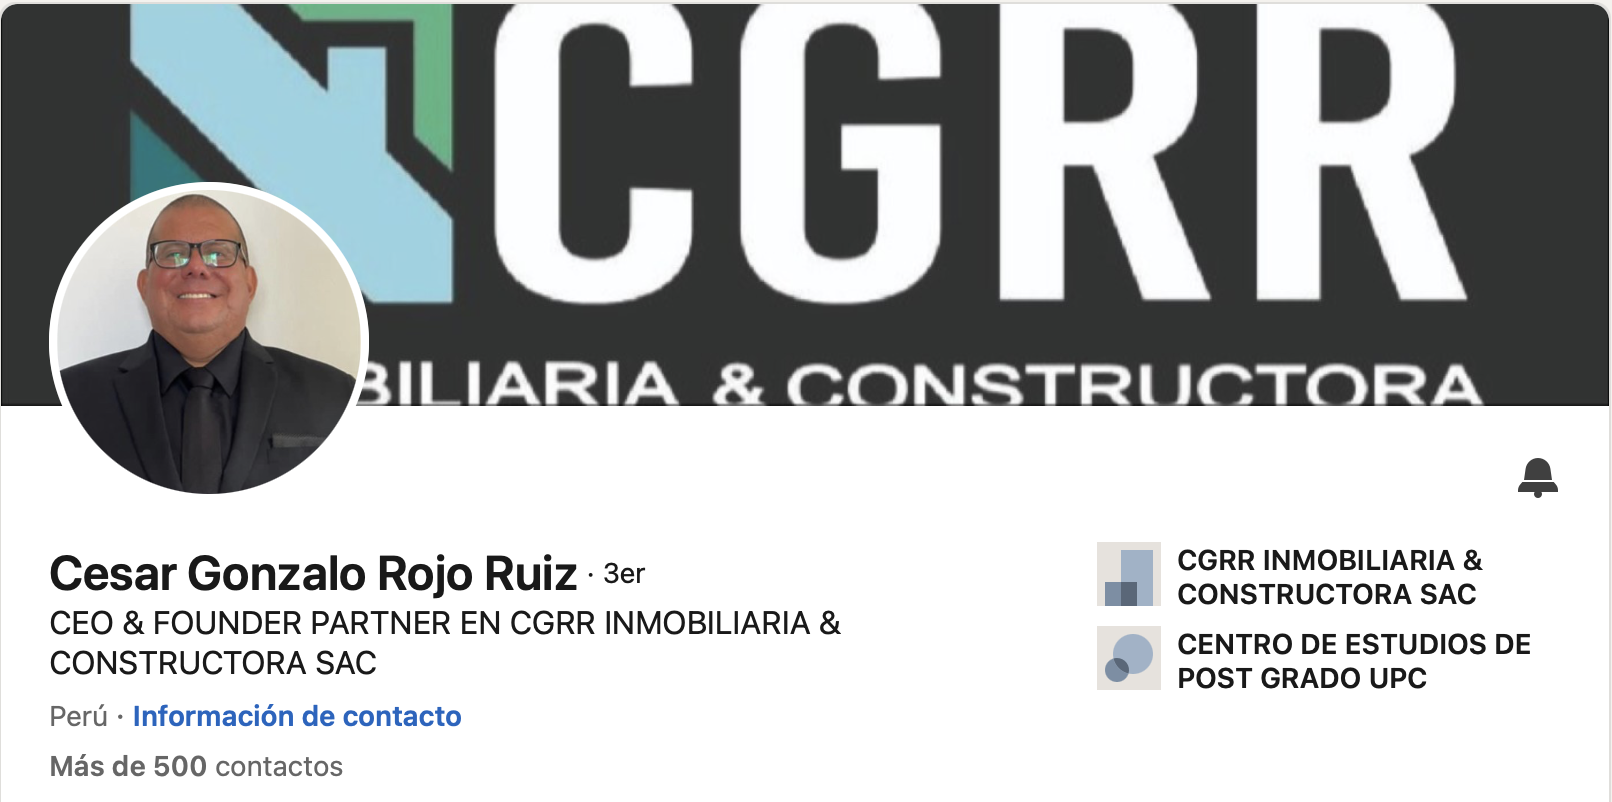 CGRR
BILIARIA & CONSTRUCTORA
Cesar Gonzalo Rojo Ruiz · 3er
CEO & FOUNDER PARTNER EN CGRR INMOBILIARIA &
CONSTRUCTORA SAC
Perú · Información de contacto
Más de 500 contactos
CGRR INMOBILIARIA &
CONSTRUCTORA SAC
CENTRO DE ESTUDIOS DE
POST GRADO UPC